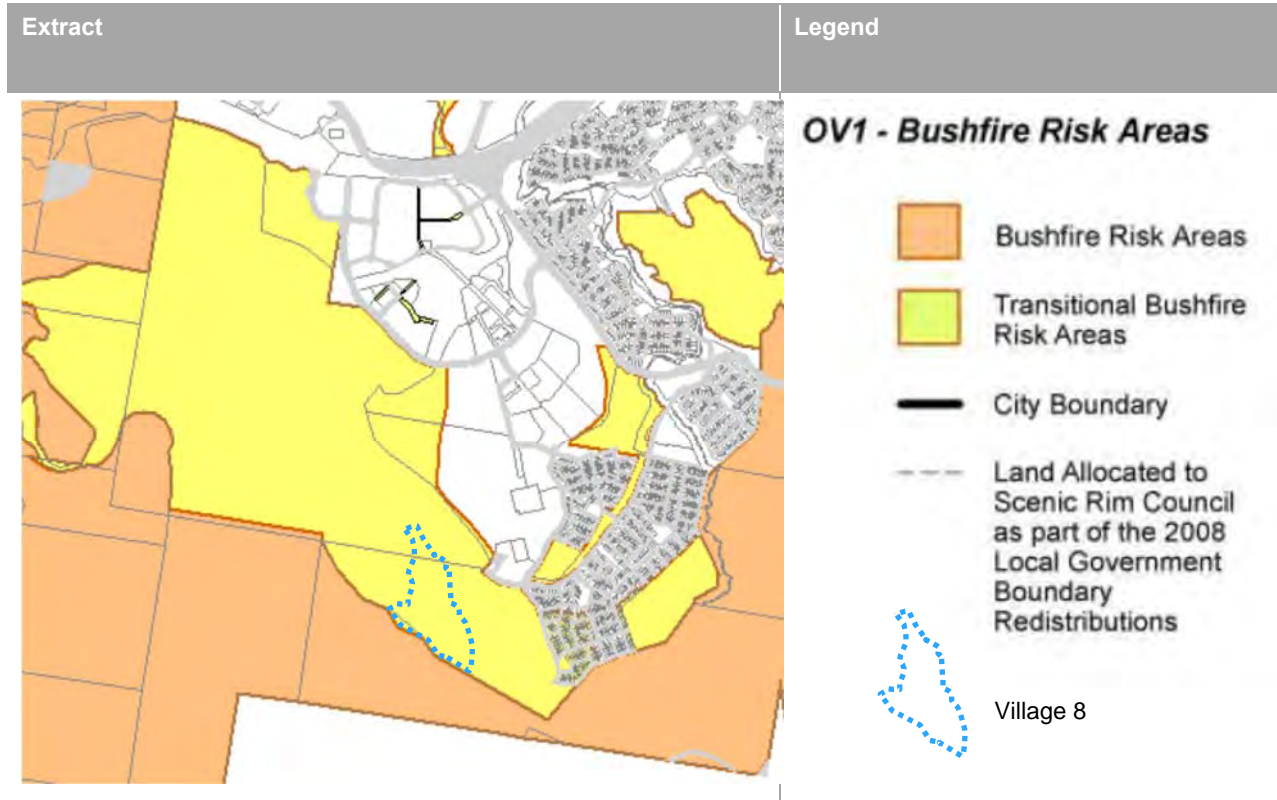 Extract
Legend
OV1 - Bushfire Risk Areas
Bushfire Risk Areas
Transitional Bushfire
Risk Areas
City Boundary
Land Allocated to
Scenic Rim Council
as part of the 2008
Local Government
Boundary
Redistributions
Village 8